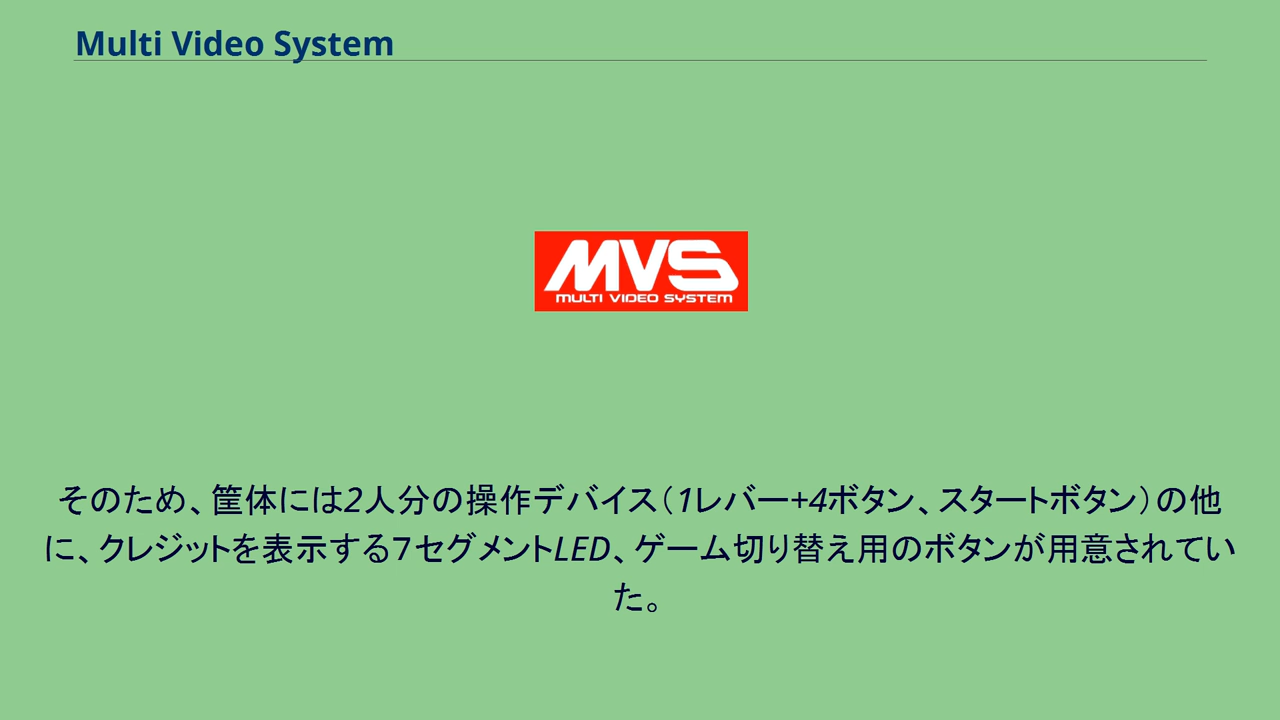 Multi Video System
MVS
MULTI VIDEO SYSTEM
そのため、筐体には2人分の操作デバイス（1レバー+4ボタン、スタートボタン）の他
に、クレジットを表示する７セグメントLED、ゲーム切り替え用のボタンが用意されてい
た。